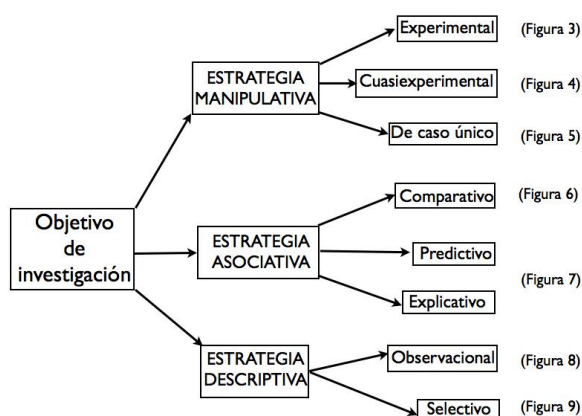 Experimental (Figura 3)
ESTRATEGIA
MANIPULATIVA
Cuasiexperimental (Figura 4)
De caso único (Figura 5)
Objetivo
de
investigación
Comparativo (Figura 6)
ESTRATEGIA
ASOCIATIVA
Predictivo
(Figura 7)
Explicativo
ESTRATEGIA
DESCRIPTIVA
Observacional (Figura 8)
Selectivo (Figura 9)